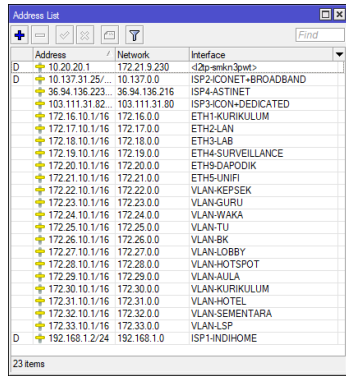 Address List
Find
Address / Network Interface
D 10.20.20.1 172.21.9.230 <l2tp-smkn3pwt>
D 10.137.31.25/... 10.137.0.0 ISP2-ICONET+BROADBAND
36.94.136.223... 36.94.136.216 ISP4-ASTINET
103.111.31.82... 103.111.31.80 ISP3-ICON+DEDICATED
172.16.10.1/16 172.16.0.0 ETH1-KURIKULUM
172.17.10.1/16 172.17.0.0 ETH2-LAN
172.18.10.1/16 172.18.0.0 ETH3-LAB
172.19.10.1/16 172.19.0.0 ETH4-SURVEILLANCE
172.20.10.1/16 172.20.0.0 ETH9-DAPODIK
172.21.10.1/16 172.21.0.0 ETH5-UNIFI
172.22.10.1/16 172.22.0.0 VLAN-KEPSEK
172.23.10.1/16 172.23.0.0 VLAN-GURU
172.24.10.1/16 172.24.0.0 VLAN-WAKA
172.25.10.1/16 172.25.0.0 VLAN-TU
172.26.10.1/16 172.26.0.0 VLAN-BK
172.27.10.1/16 172.27.0.0 VLAN-LOBBY
172.28.10.1/16 172.28.0.0 VLAN-HOTSPOT
172.29.10.1/16 172.29.0.0 VLAN-AULA
172.30.10.1/16 172.30.0.0 VLAN-KURIKULUM
172.31.10.1/16 172.31.0.0 VLAN-HOTEL
172.32.10.1/16 172.32.0.0 VLAN-SEMENTARA
172.33.10.1/16 172.33.0.0 VLAN-LSP
D 192.168.1.2/24 192.168.1.0 ISP1-INDIHOME
23 items